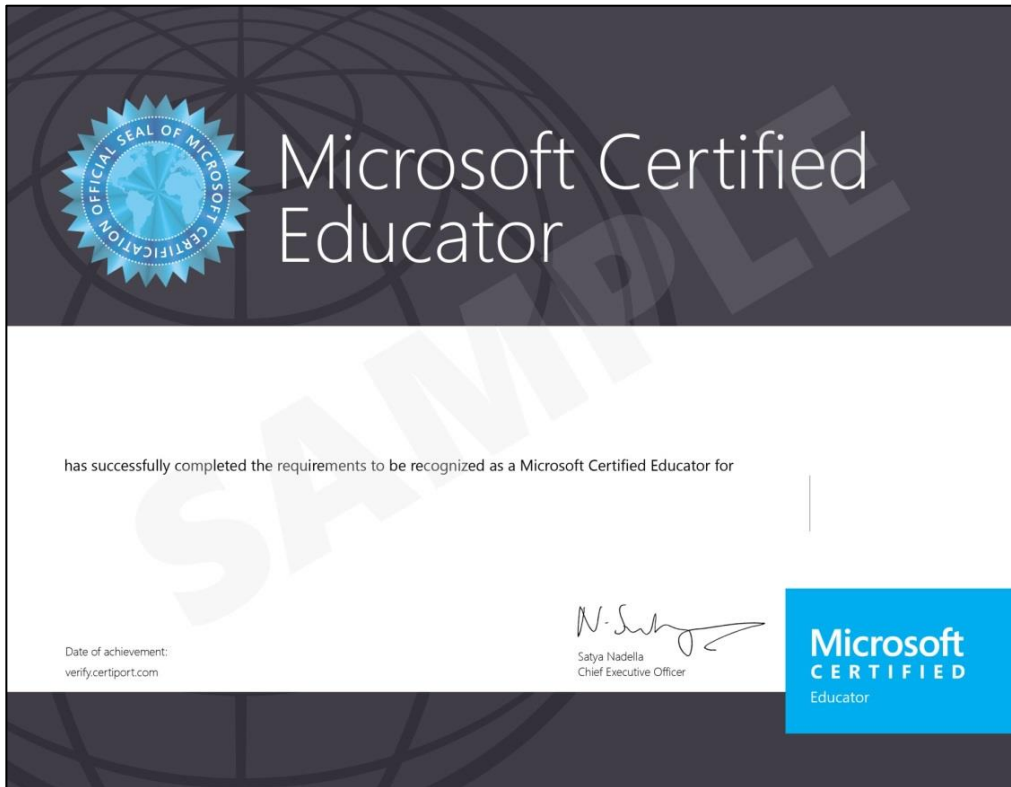 OFFICIAL SEAL OF MICROSOFT CERTIFICATION
Microsoft Certified
Educator
SAMPLE
has successfully completed the requirements to be recognized as a Microsoft Certified Educator for
Date of achievement:
verify.certiport.com
Satya Nadella
Chief Executive Officer
Microsoft
CERTIFIED
Educator